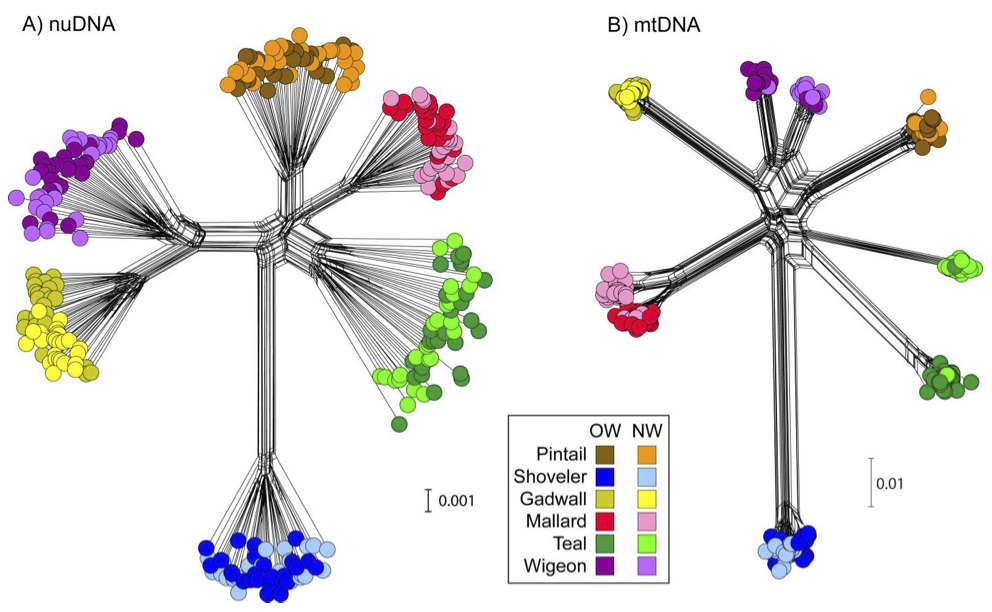 A) nuDNA
B) mtDNA
OW NW
Pintail
Shoveler
Gadwall
Mallard
Teal
Wigeon
0.001
0.01